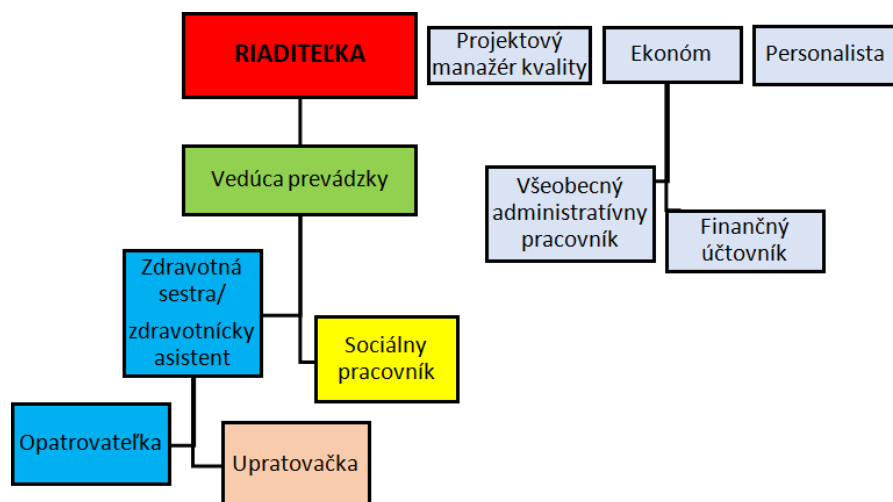 RIADITEĽKA
Projektový
manažér kvality
Ekonóm
Personalista
Vedúca prevádzky
Všeobecný
administratívny
pracovník
Finančný
účtovník
Zdravotná
sestra/
zdravotnícky
asistent
Sociálny
pracovník
Opatrovateľka
Upratovačka